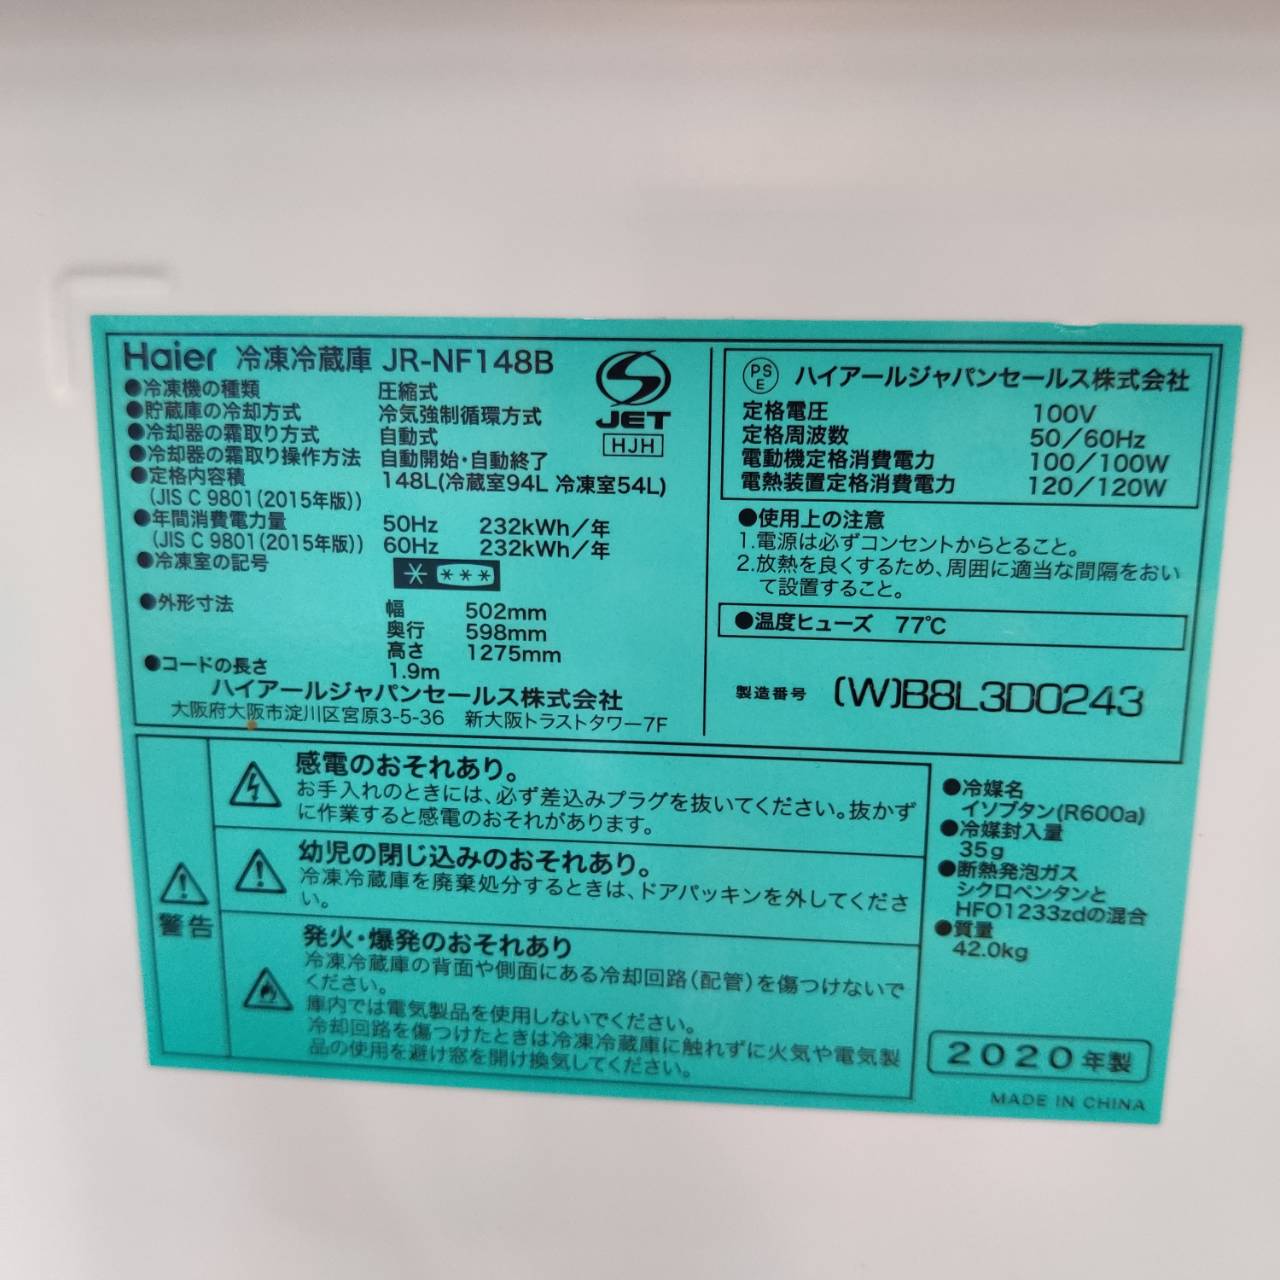 Haier 冷凍冷蔵庫 JR-NF148B
●冷凍機の種類 圧縮式
●貯蔵庫の冷却方式 冷気強制循環方式
●冷却器の霜取り方式 自動式
●冷却器の霜取り操作方法 自動開始・自動終了
●定格内容積 148L(冷蔵室94L 冷凍室54L)
(JIS C 9801(2015年版))
●年間消費電力量 50Hz 232kWh/年
(JIS C 9801(2015年版)) 60Hz 232kWh/年
●冷凍室の記号 * ***
●外形寸法 幅 502mm
奥行 598mm
高さ 1275mm
●コードの長さ 1.9m
ハイアールジャパンセールス株式会社
大阪府大阪市淀川区宮原3-5-36 新大阪トラストタワー7F
JET
HJH
PS
E
ハイアールジャパンセールス株式会社
定格電圧 100V
定格周波数 50/60Hz
電動機定格消費電力 100/100W
電熱装置定格消費電力 120/120W
●使用上の注意
1.電源は必ずコンセントからとること。
2.放熱を良くするため、周囲に適当な間隔をおい
て設置すること。
●温度ヒューズ 77℃
製造番号 (W)B8L3D0243
警告
感電のおそれあり。
お手入れのときには、必ず差込みプラグを抜いてください。抜かず
に作業すると感電のおそれがあります。
幼児の閉じ込みのおそれあり。
冷凍冷蔵庫を廃棄処分するときは、ドアパッキンを外してくださ
い。
発火・爆発のおそれあり
冷凍冷蔵庫の背面や側面にある冷却回路(配管)を傷つけないで
ください。
庫内では電気製品を使用しないでください。
冷却回路を傷つけたときは冷凍冷蔵庫に触れずに火気や電気製
品の使用を避け窓を開け換気してください。
●冷媒名
イソブタン(R600a)
●冷媒封入量
35g
●断熱発泡ガス
シクロペンタンと
HFO1233zdの混合
●質量
42.0kg
2020年製
MADE IN CHINA